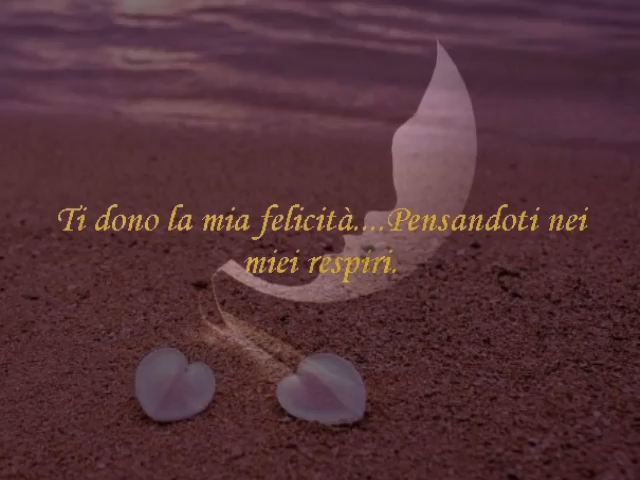 Ti dono la mia felicità....Pensandoti nei
miei respiri.